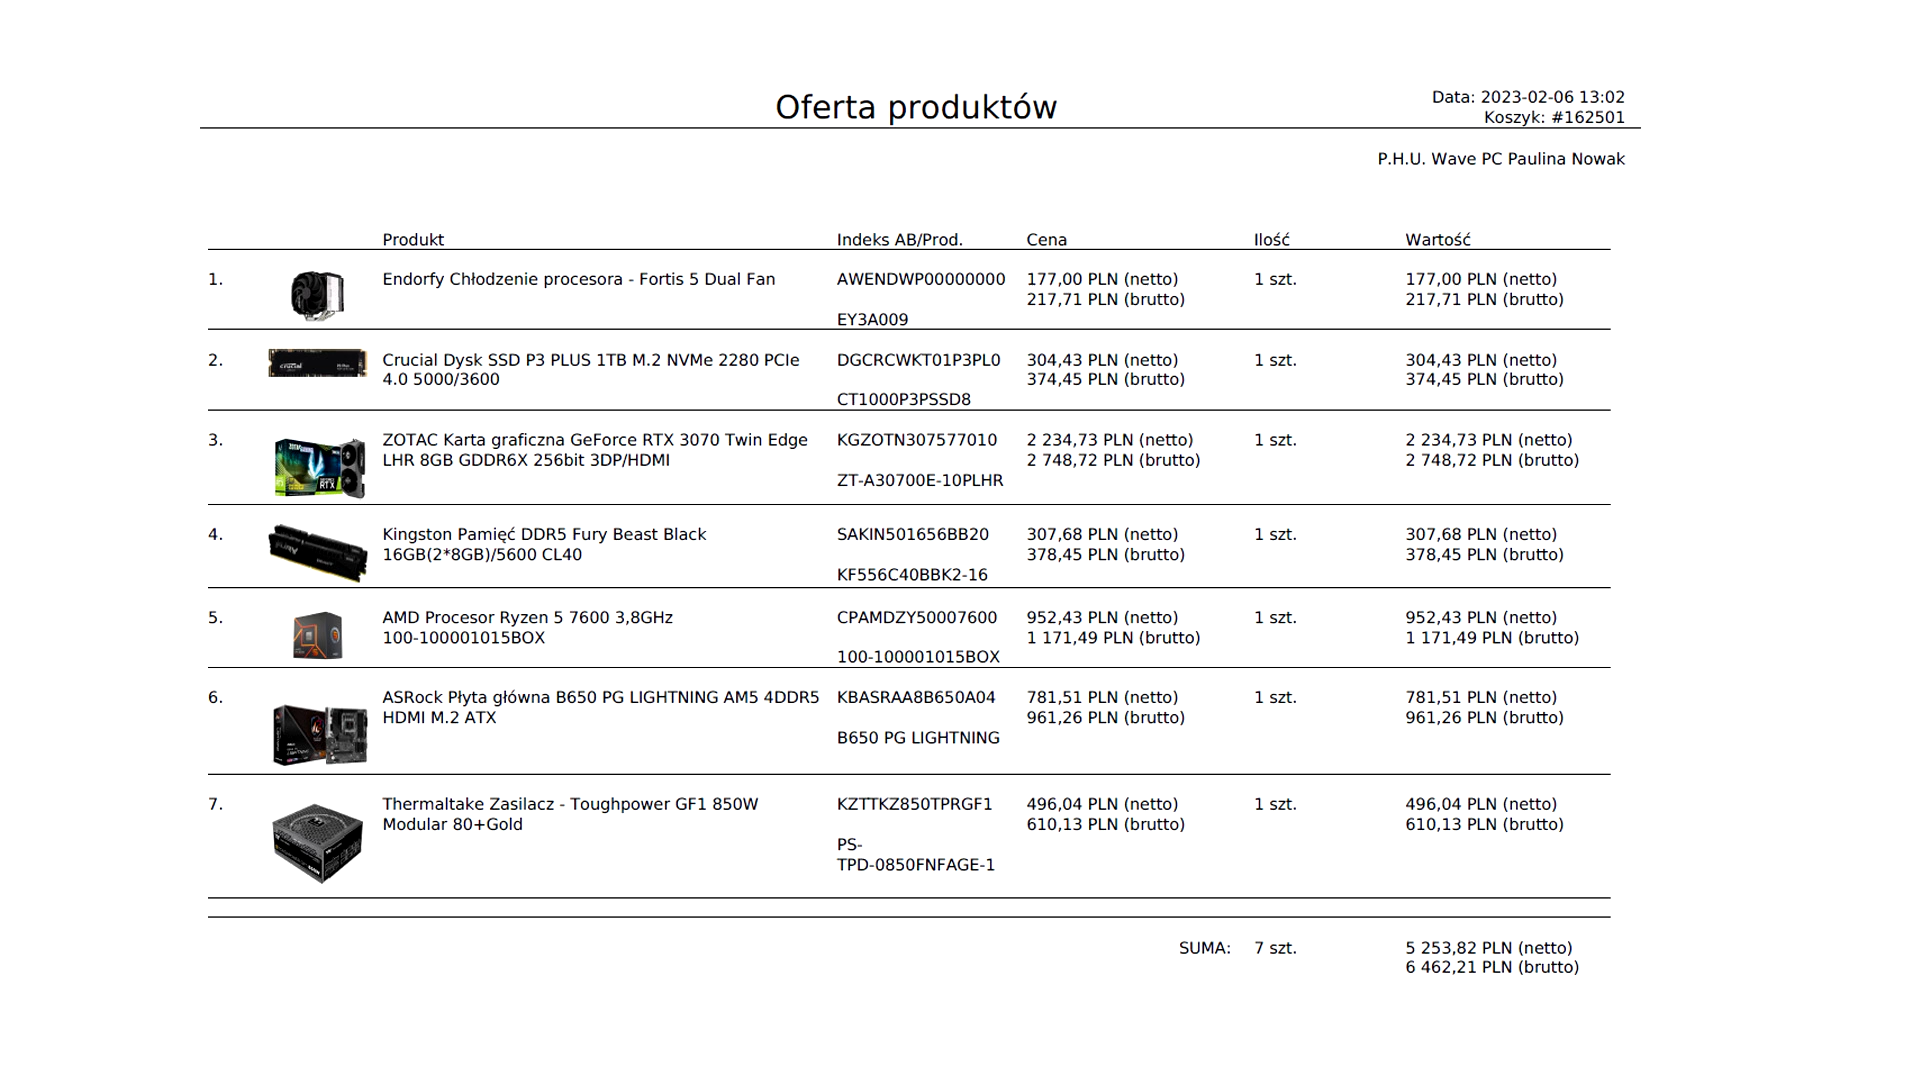 Oferta produktów
Data: 2023-02-06 13:02
Koszyk: #162501
P.H.U. Wave PC Paulina Nowak
Produkt Indeks AB/Prod. Cena Ilość Wartość
1. Endorfy Chłodzenie procesora - Fortis 5 Dual Fan AWENDWP00000000 177,00 PLN (netto) 1 szt. 177,00 PLN (netto)
217,71 PLN (brutto) 217,71 PLN (brutto)
EY3A009
2. Crucial Dysk SSD P3 PLUS 1TB M.2 NVMe 2280 PCIe DGCRCWKT01P3PL0 304,43 PLN (netto) 1 szt. 304,43 PLN (netto)
4.0 5000/3600 374,45 PLN (brutto) 374,45 PLN (brutto)
CT1000P3PSSD8
3. ZOTAC Karta graficzna GeForce RTX 3070 Twin Edge KGZOTN307577010 2 234,73 PLN (netto) 1 szt. 2 234,73 PLN (netto)
LHR 8GB GDDR6X 256bit 3DP/HDMI 2 748,72 PLN (brutto) 2 748,72 PLN (brutto)
ZT-A30700E-10PLHR
4. Kingston Pamięć DDR5 Fury Beast Black SAKIN501656BB20 307,68 PLN (netto) 1 szt. 307,68 PLN (netto)
16GB(2*8GB)/5600 CL40 378,45 PLN (brutto) 378,45 PLN (brutto)
KF556C40BBK2-16
5. AMD Procesor Ryzen 5 7600 3,8GHz CPAMDZY50007600 952,43 PLN (netto) 1 szt. 952,43 PLN (netto)
100-100001015BOX 1 171,49 PLN (brutto) 1 171,49 PLN (brutto)
100-100001015BOX
6. ASRock Płyta główna B650 PG LIGHTNING AM5 4DDR5 KBASRAA8B650A04 781,51 PLN (netto) 1 szt. 781,51 PLN (netto)
HDMI M.2 ATX 961,26 PLN (brutto) 961,26 PLN (brutto)
B650 PG LIGHTNING
7. Thermaltake Zasilacz - Toughpower GF1 850W KZTTKZ850TPRGF1 496,04 PLN (netto) 1 szt. 496,04 PLN (netto)
Modular 80+Gold 610,13 PLN (brutto) 610,13 PLN (brutto)
PS-
TPD-0850FNFAGE-1
SUMA: 7 szt. 5 253,82 PLN (netto)
6 462,21 PLN (brutto)